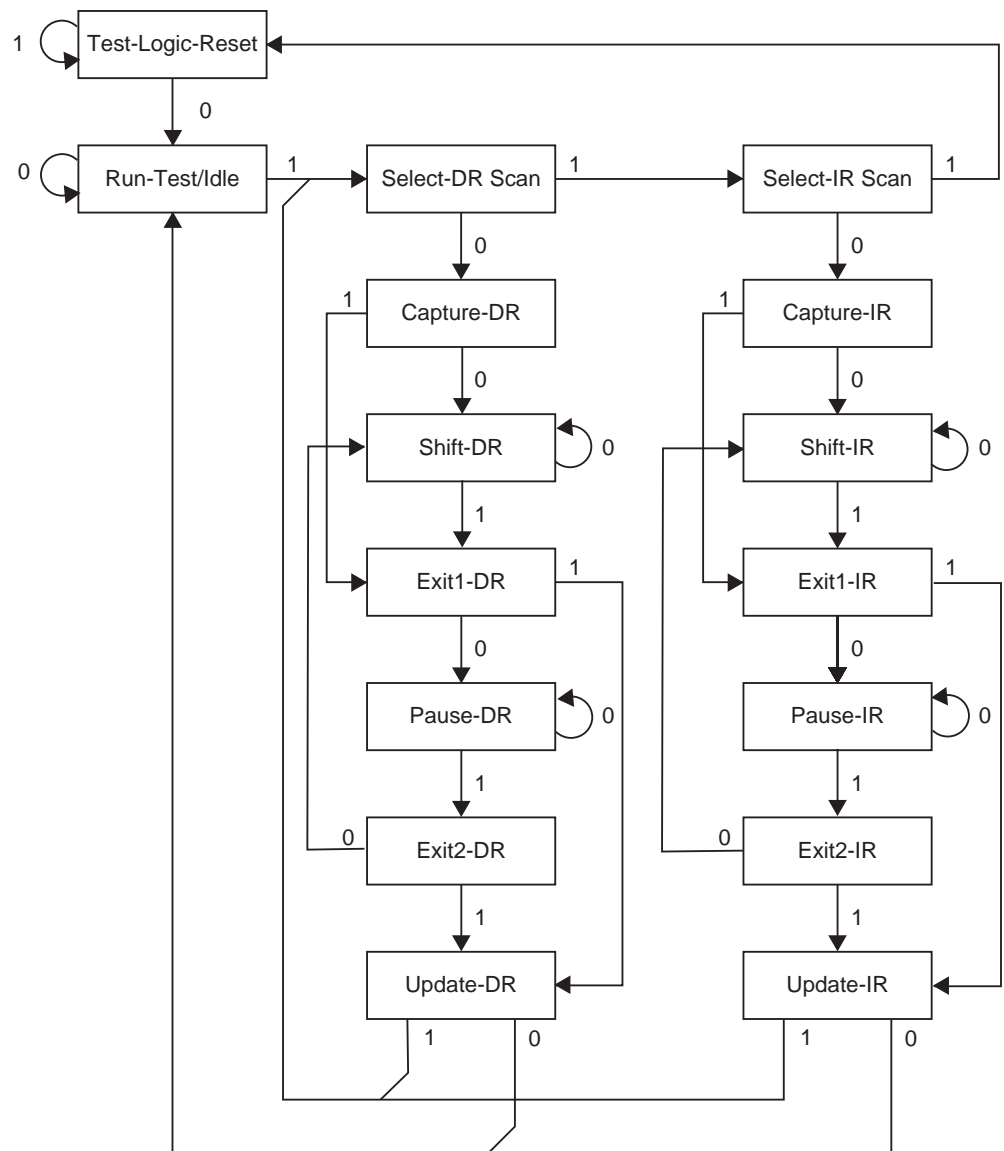 1 Test-Logic-Reset
0
0 Run-Test/Idle 1 Select-DR Scan 1 Select-IR Scan 1
0 0
1 Capture-DR 1 Capture-IR
0 0
Shift-DR 0 Shift-IR 0
1 1
Exit1-DR 1 Exit1-IR 1
0 0
Pause-DR 0 Pause-IR 0
1 1
0 Exit2-DR 0 Exit2-IR
1 1
Update-DR Update-IR
1 0 1 0